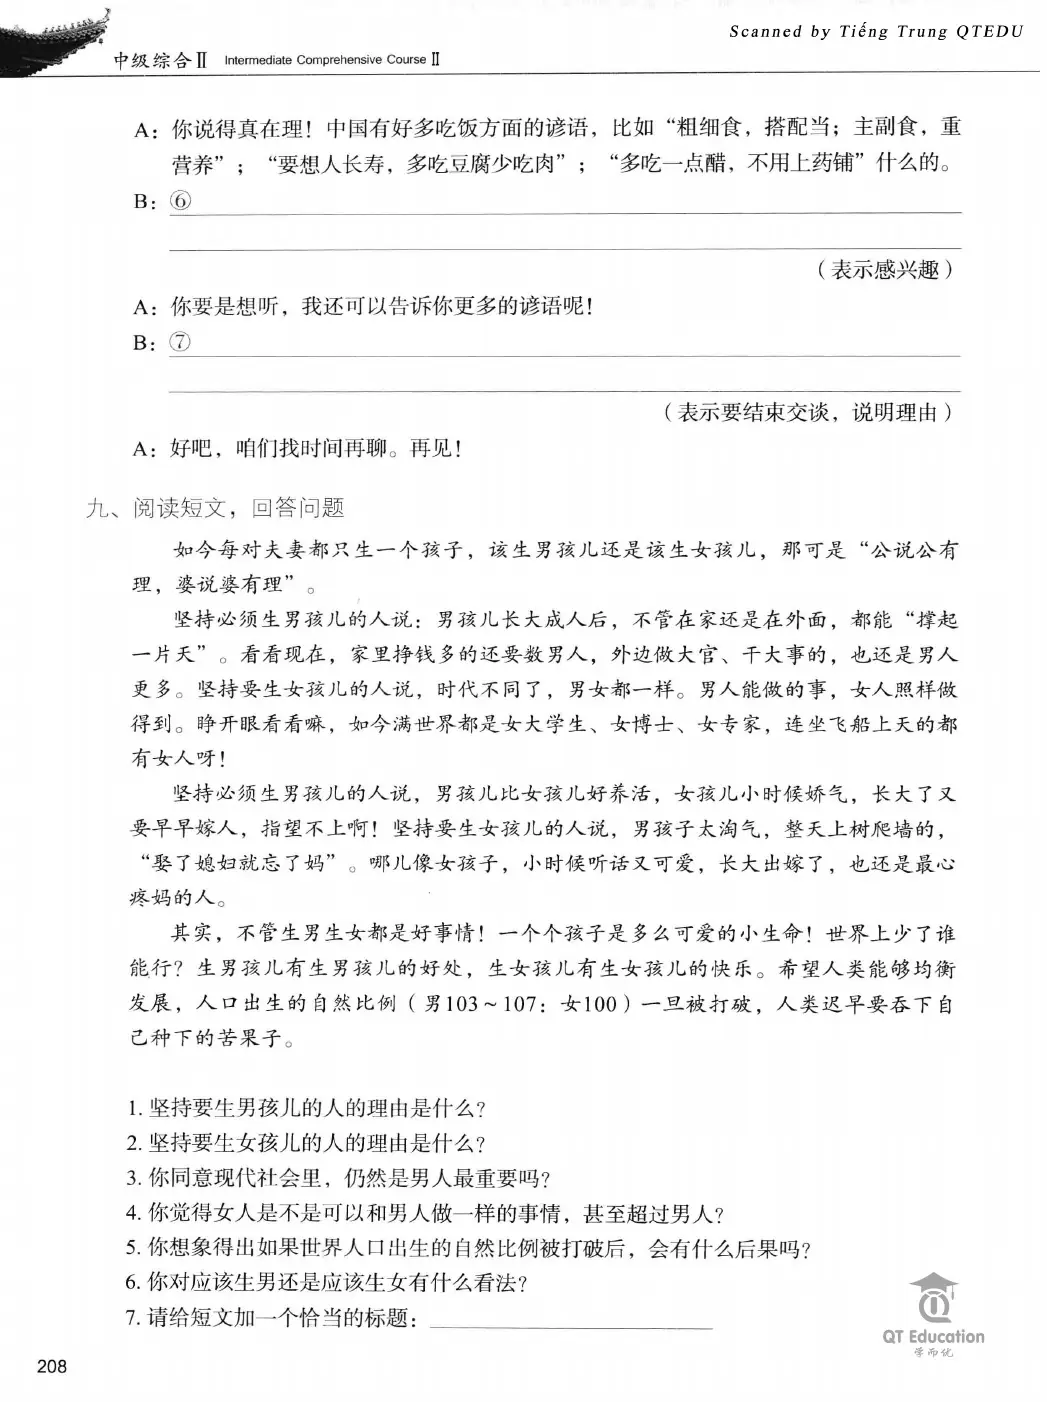 Scanned by Tiếng Trung QTEDU
中级综合Ⅱ Intermediate Comprehensive Course Ⅱ
A：你说得真在理！中国有好多吃饭方面的谚语，比如“粗细食，搭配当；主副食，重
营养”；“要想人长寿，多吃豆腐少吃肉”；“多吃一点醋，不用上药铺”什么的。
B：⑥
（表示感兴趣）
A：你要是想听，我还可以告诉你更多的谚语呢！
B：⑦
（表示要结束交谈，说明理由）
A：好吧，咱们找时间再聊。再见！
九、阅读短文，回答问题
如今每对夫妻都只生一个孩子，该生男孩儿还是该生女孩儿，那可是“公说公有
理，婆说婆有理”。
坚持必须生男孩儿的人说：男孩儿长大成人后，不管在家还是在外面，都能“撑起
一片天”。看看现在，家里挣钱多的还要数男人，外边做大官、干大事的，也还是男人
更多。坚持要生女孩儿的人说，时代不同了，男女都一样。男人能做的事，女人照样做
得到。睁开眼看看嘛，如今满世界都是女大学生、女博士、女专家，连坐飞船上天的都
有女人呀！
坚持必须生男孩儿的人说，男孩儿比女孩儿好养活，女孩儿小时候娇气，长大了又
要早早嫁人，指望不上啊！坚持要生女孩儿的人说，男孩子太淘气，整天上树爬墙的，
“娶了媳妇就忘了妈”。哪儿像女孩子，小时候听话又可爱，长大出嫁了，也还是最心
疼妈的人。
其实，不管生男生女都是好事情！一个个孩子是多么可爱的小生命！世界上少了谁
能行？生男孩儿有生男孩儿的好处，生女孩儿有生女孩儿的快乐。希望人类能够均衡
发展，人口出生的自然比例（男103～107：女100）一旦被打破，人类迟早要吞下自
己种下的苦果子。
1. 坚持要生男孩儿的人的理由是什么？
2. 坚持要生女孩儿的人的理由是什么？
3. 你同意现代社会里，仍然是男人最重要吗？
4. 你觉得女人是不是可以和男人做一样的事情，甚至超过男人？
5. 你想象得出如果世界人口出生的自然比例被打破后，会有什么后果吗？
6. 你对应该生男还是应该生女有什么看法？
7. 请给短文加一个恰当的标题：
QT Education
学而优
208